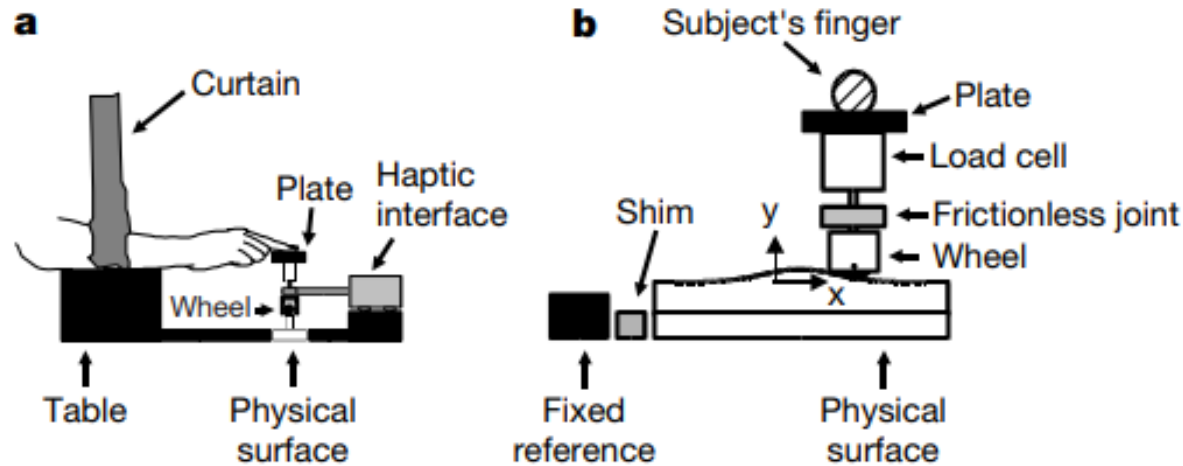 a
Curtain
Plate
Haptic
interface
Wheel
Table
Physical
surface
b
Subject's finger
Plate
Load cell
Frictionless joint
Wheel
Shim
y
x
Fixed
reference
Physical
surface